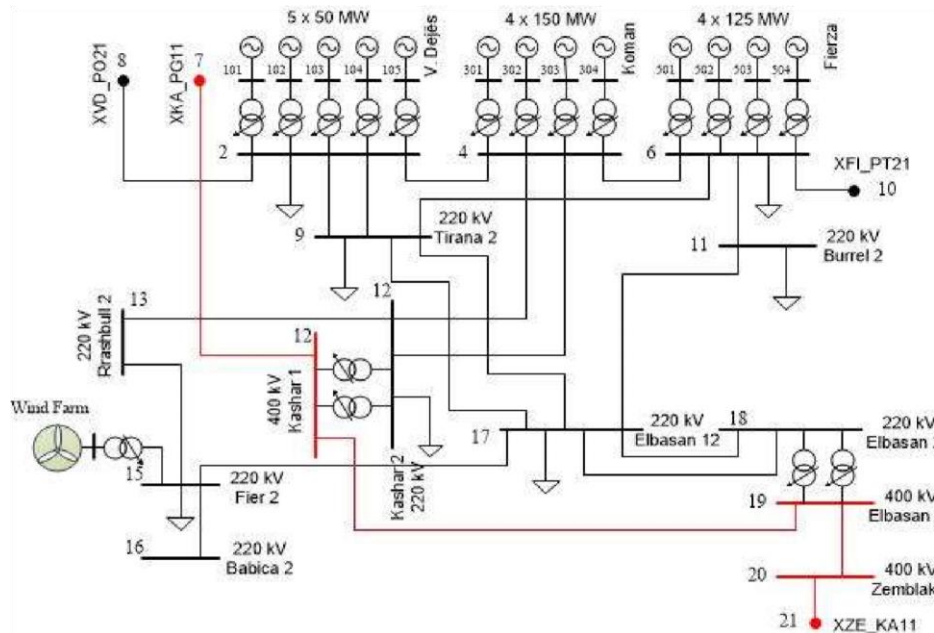 5 x 50 MW
4 x 150 MW
4 x 125 MW
XVD_PO21
8
XKA_PG11
7
101
102
103
104
105
V. Dejës
301
302
303
304
Koman
501
502
503
504
Fierza
2
4
6
XFI_PT21
10
9
220 kV
Tirana 2
11
220 kV
Burrel 2
13
220 kV
Rrashbull 2
12
12
400 kV
Kashar 1
Kashar 2
220 kV
Wind Farm
15
220 kV
Fier 2
16
220 kV
Babica 2
17
220 kV
Elbasan 12
18
220 kV
Elbasan
19
400 kV
Elbasan
20
400 kV
Zemblak
21
XZE_KA11